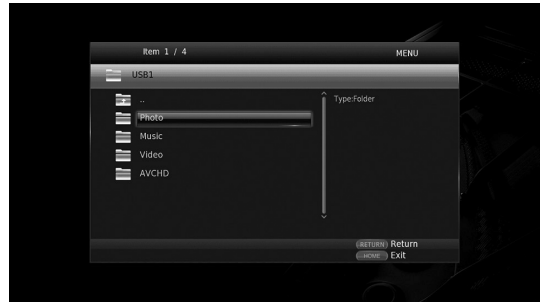 Item 1 / 4
MENU
USB1
..
Type:Folder
Photo
Music
Video
AVCHD
RETURN Return
HOME Exit